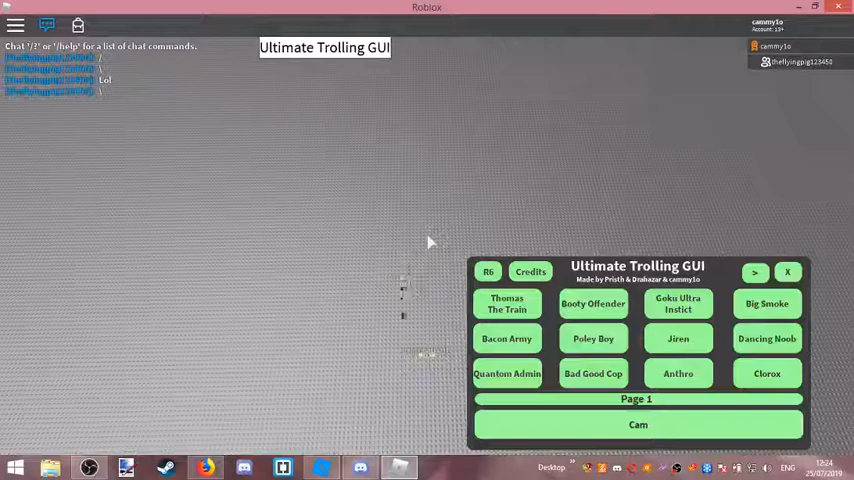 Roblox
cammy1o
Account: 13+
Chat '/?' or '/help' for a list of chat commands.
Ultimate Trolling GUI
cammy1o
theflyingpig123450
\
Lol
\
Ultimate Trolling GUI
Made by Pristh & Drahazar & cammy1o
R6
Credits
>
X
Thomas
The Train
Booty Offender
Goku Ultra
Instict
Big Smoke
Bacon Army
Poley Boy
Jiren
Dancing Noob
Quantom Admin
Bad Good Cop
Anthro
Clorox
Page 1
Cam
Desktop
ENG
12:24
25/07/2019